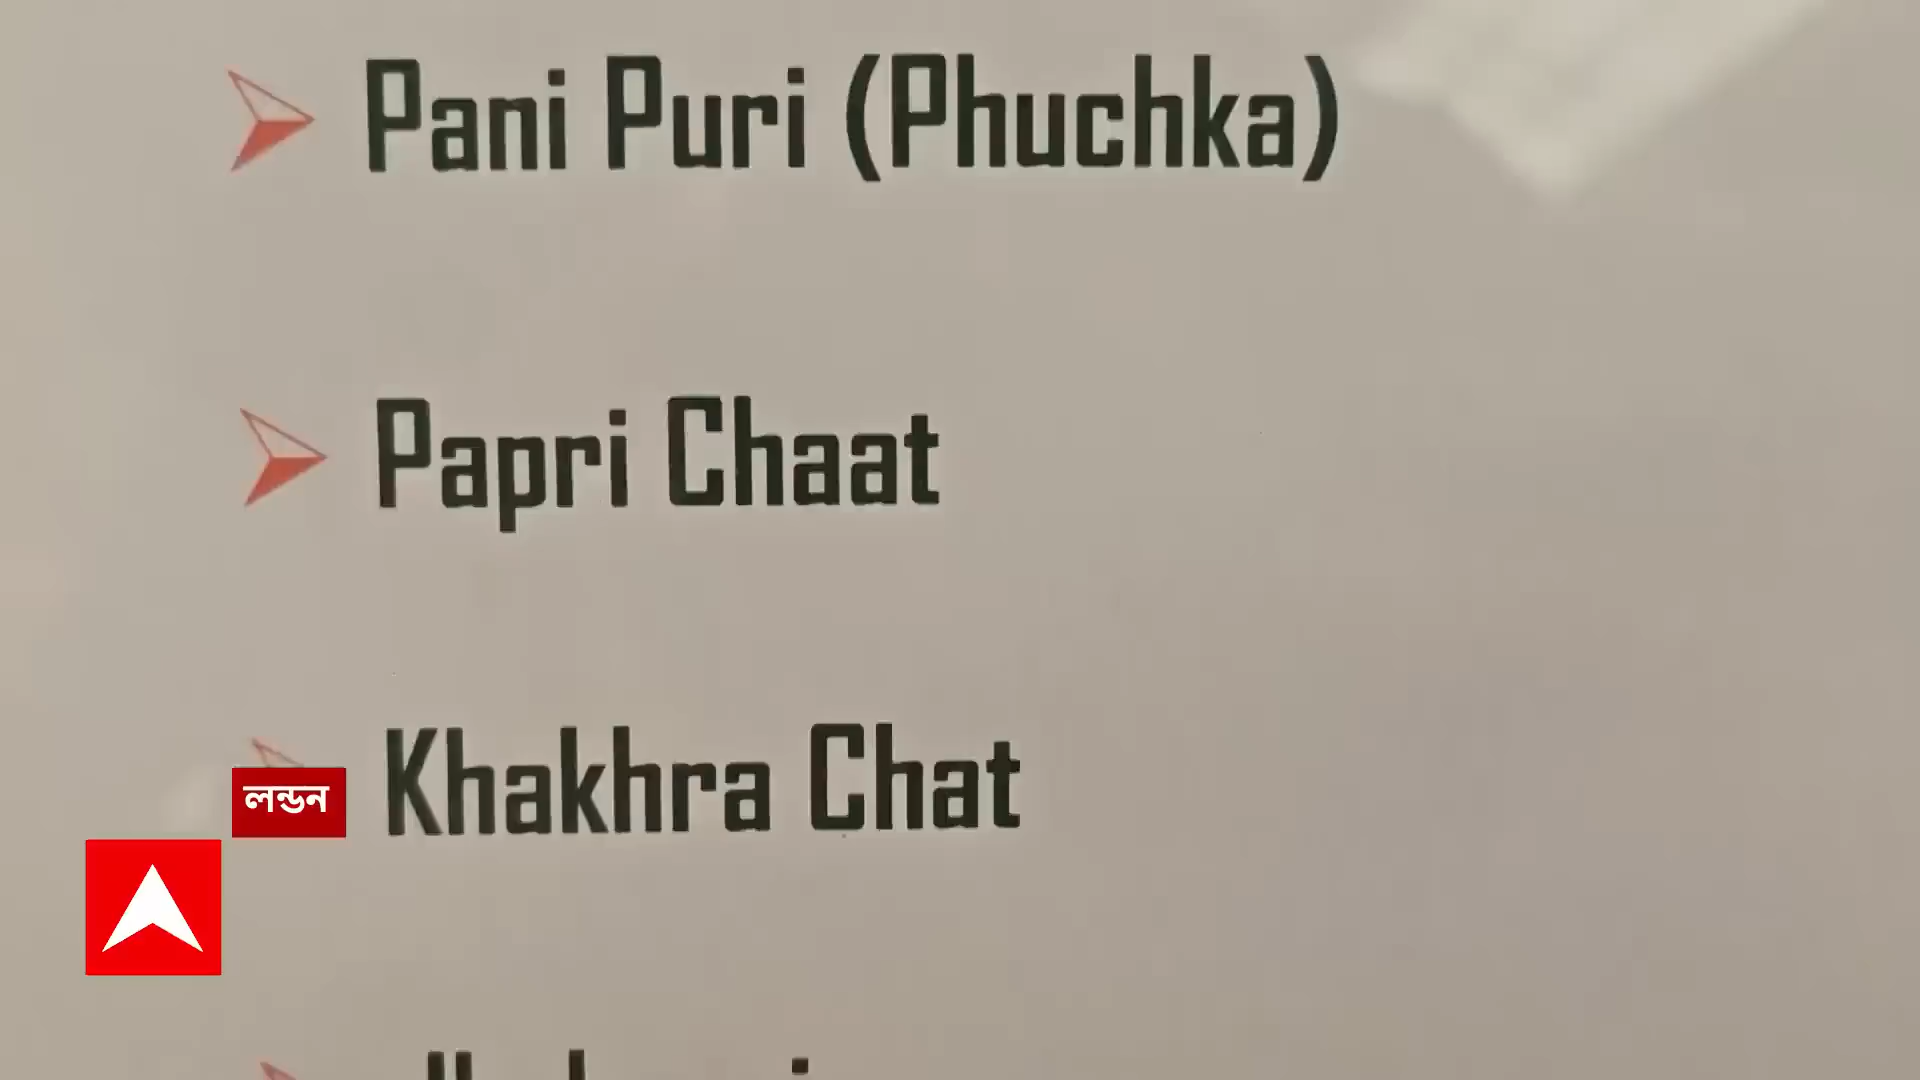 Pani Puri (Phuchka)
Papri Chaat
Khakhra Chat
লন্ডন